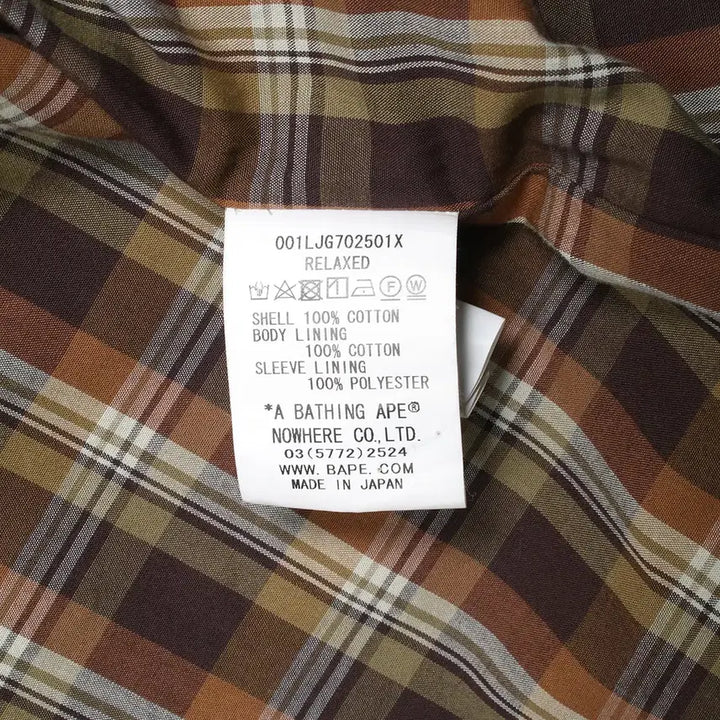 001LJG702501X
RELAXED
F W
SHELL 100% COTTON
BODY LINING
100% COTTON
SLEEVE LINING
100% POLYESTER
*A BATHING APE®
NOWHERE CO.,LTD.
03(5772)2524
WWW.BAPE.COM
MADE IN JAPAN